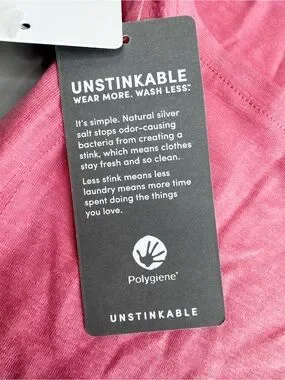 UNSTINKABLE
WEAR MORE. WASH LESS.™
It's simple. Natural silver
salt stops odor-causing
bacteria from creating a
stink, which means clothes
stay fresh and so clean.
Less stink means less
laundry means more time
spent doing the things
you love.
Polygiene®
UNSTINKABLE